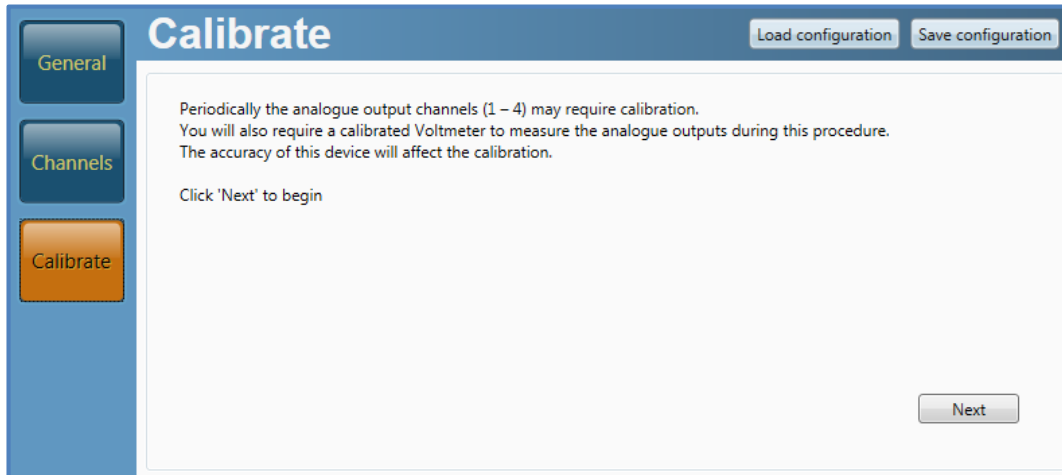 General
Channels
Calibrate
Calibrate
Load configuration
Save configuration
Periodically the analogue output channels (1 – 4) may require calibration.
You will also require a calibrated Voltmeter to measure the analogue outputs during this procedure.
The accuracy of this device will affect the calibration.
Click 'Next' to begin
Next